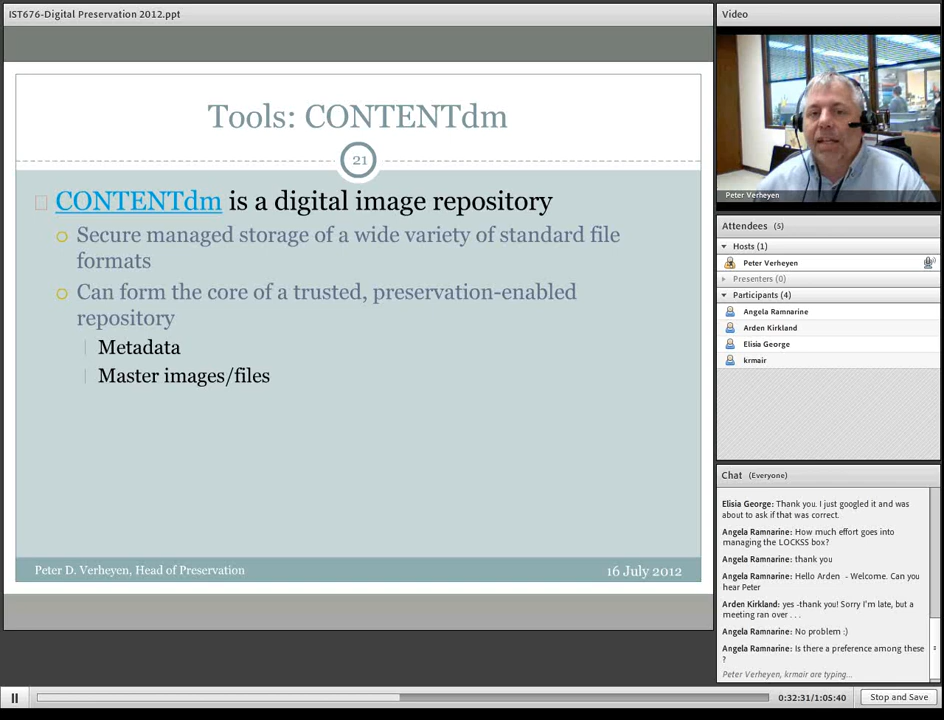 IST676-Digital Preservation 2012.ppt
Tools: CONTENTdm
21
CONTENTdm is a digital image repository
Secure managed storage of a wide variety of standard file
formats
Can form the core of a trusted, preservation-enabled
repository
Metadata
Master images/files
Peter D. Verheyen, Head of Preservation
16 July 2012
Video
Peter Verheyen
Attendees (5)
Hosts (1)
Peter Verheyen
Presenters (0)
Participants (4)
Angela Ramnarine
Arden Kirkland
Elisia George
krmair
Chat (Everyone)
Elisia George: Thank you. I just googled it and was
about to ask if that was correct.
Angela Ramnarine: How much effort goes into
managing the LOCKSS box?
Angela Ramnarine: thank you
Angela Ramnarine: Hello Arden - Welcome. Can you
hear Peter
Arden Kirkland: yes -thank you! Sorry I'm late, but a
meeting ran over . . .
Angela Ramnarine: No problem :)
Angela Ramnarine: Is there a preference among these
?
Peter Verheyen, krmair are typing...
0:32:31/1:05:40
Stop and Save